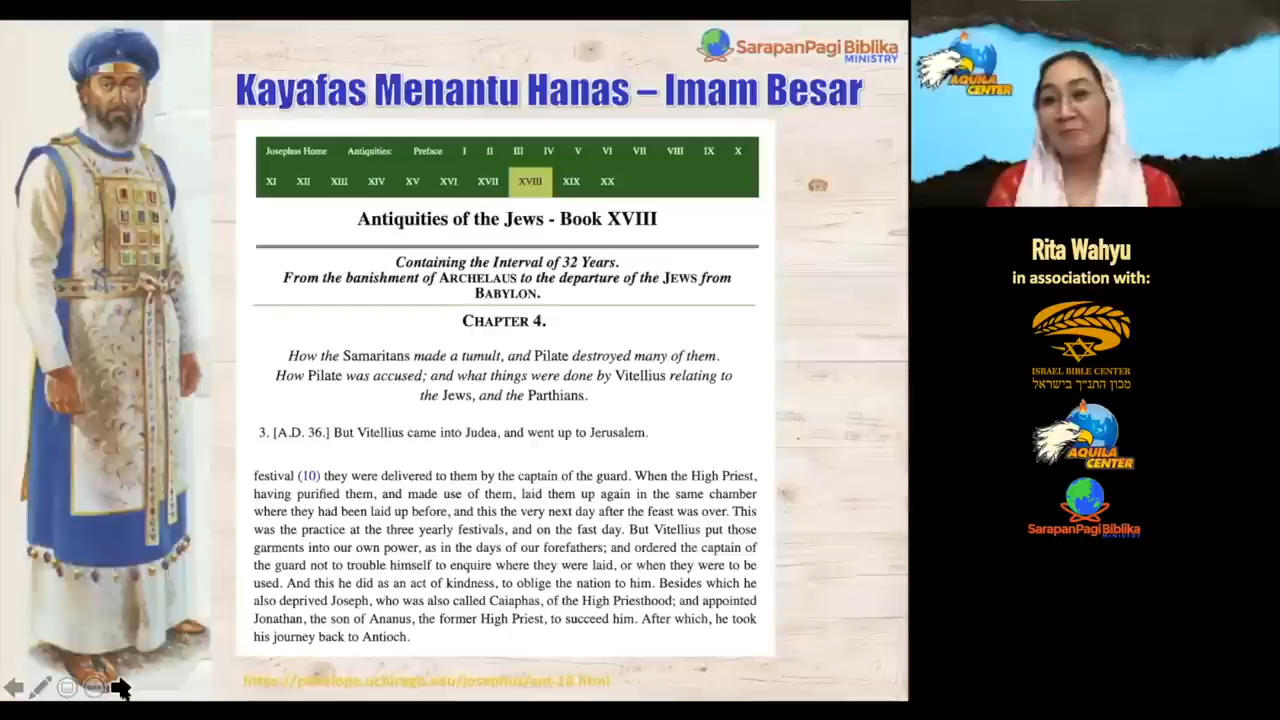 SarapanPagi Biblika
MINISTRY
Kayafas Menantu Hanas – Imam Besar
Josephus Home Antiquities: Preface I II III IV V VI VII VIII IX X
XI XII XIII XIV XV XVI XVII XVIII XIX XX
Antiquities of the Jews - Book XVIII
Containing the Interval of 32 Years.
From the banishment of ARCHELAUS to the departure of the JEWS from
BABYLON.
CHAPTER 4.
How the Samaritans made a tumult, and Pilate destroyed many of them.
How Pilate was accused; and what things were done by Vitellius relating to
the Jews, and the Parthians.
3. [A.D. 36.] But Vitellius came into Judea, and went up to Jerusalem.
festival (10) they were delivered to them by the captain of the guard. When the High Priest,
having purified them, and made use of them, laid them up again in the same chamber
where they had been laid up before, and this the very next day after the feast was over. This
was the practice at the three yearly festivals, and on the fast day. But Vitellius put those
garments into our own power, as in the days of our forefathers; and ordered the captain of
the guard not to trouble himself to enquire where they were laid, or when they were to be
used. And this he did as an act of kindness, to oblige the nation to him. Besides which he
also deprived Joseph, who was also called Caiaphas, of the High Priesthood; and appointed
Jonathan, the son of Ananus, the former High Priest, to succeed him. After which, he took
his journey back to Antioch.
https://penelope.uchicago.edu/josephus/ant-18.html
AQUILA
CENTER
Rita Wahyu
in association with:
ISRAEL BIBLE CENTER
מכון התנ״ך בישראל
AQUILA
CENTER
SarapanPagi Biblika